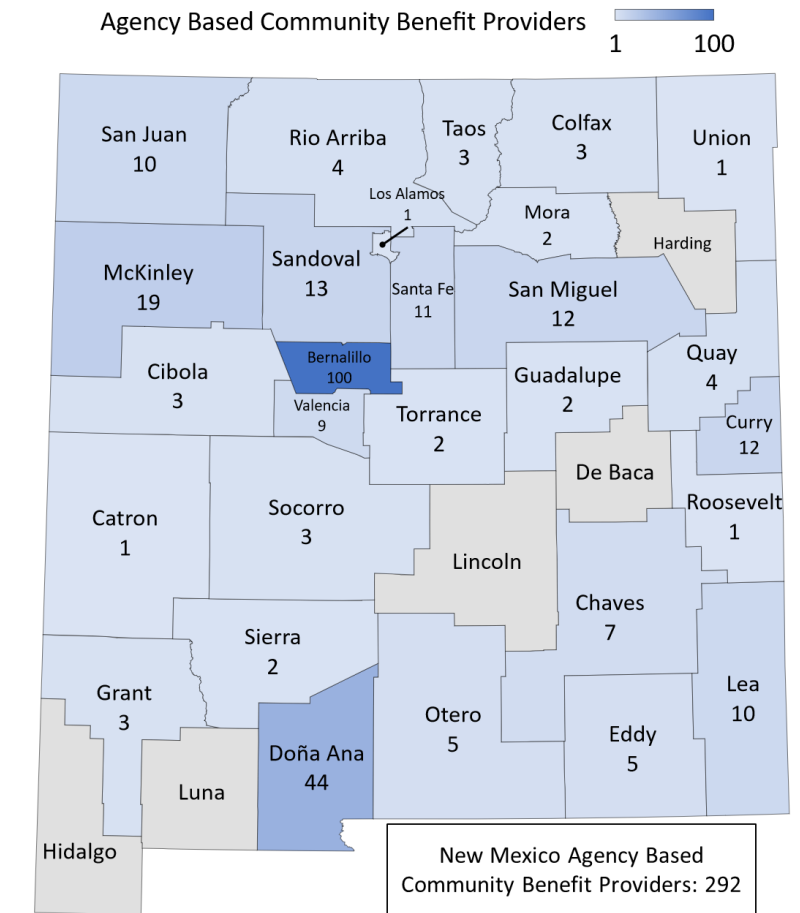 Agency Based Community Benefit Providers
1 100
San Juan
10
Rio Arriba
4
Taos
3
Colfax
3
Union
1
Los Alamos
1
Mora
2
Harding
McKinley
19
Sandoval
13
Santa Fe
11
San Miguel
12
Quay
4
Cibola
3
Bernalillo
100
Valencia
9
Torrance
2
Guadalupe
2
Curry
12
De Baca
Roosevelt
1
Catron
1
Socorro
3
Lincoln
Chaves
7
Sierra
2
Grant
3
Doña Ana
44
Otero
5
Eddy
5
Lea
10
Luna
Hidalgo
New Mexico Agency Based
Community Benefit Providers: 292